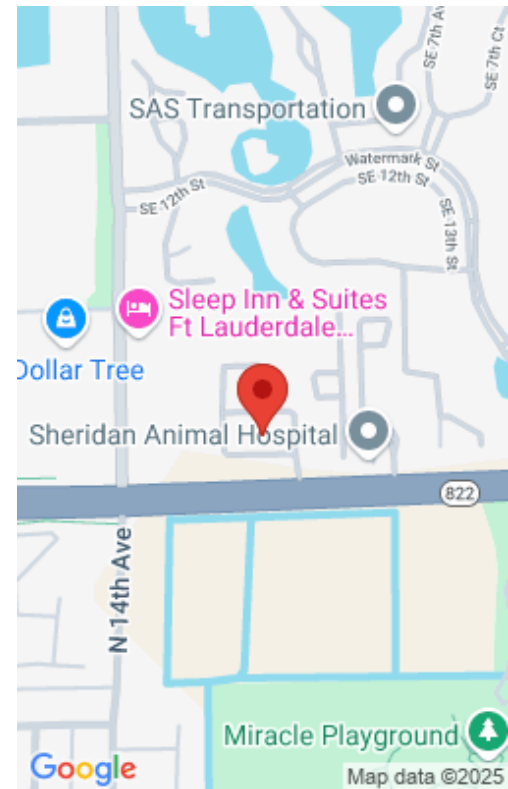 SE 7th Av
SE 7th Ct
SAS Transportation
Watermark St
SE 12th St
SE 12th St
SE 13th St
Sleep Inn & Suites
Ft Lauderdale...
Dollar Tree
Sheridan Animal Hospital
822
N 14th Ave
Miracle Playground
Google
Map data ©2025